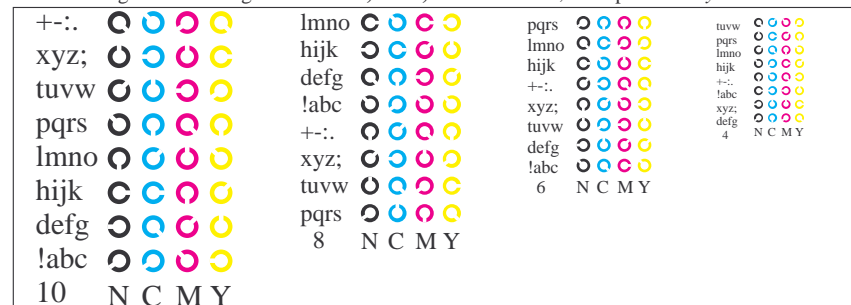 +-:.
xyz;
tuvw
pqrs
lmno
hijk
defg
!abc
10 N C M Y
lmno
hijk
defg
!abc
+-:.
xyz;
tuvw
pqrs
8 N C M Y
pqrs
lmno
hijk
+-:.
xyz;
tuvw
defg
!abc
6 N C M Y
tuvw
pqrs
lmno
hijk
+-:.
!abc
xyz;
defg
4 N C M Y